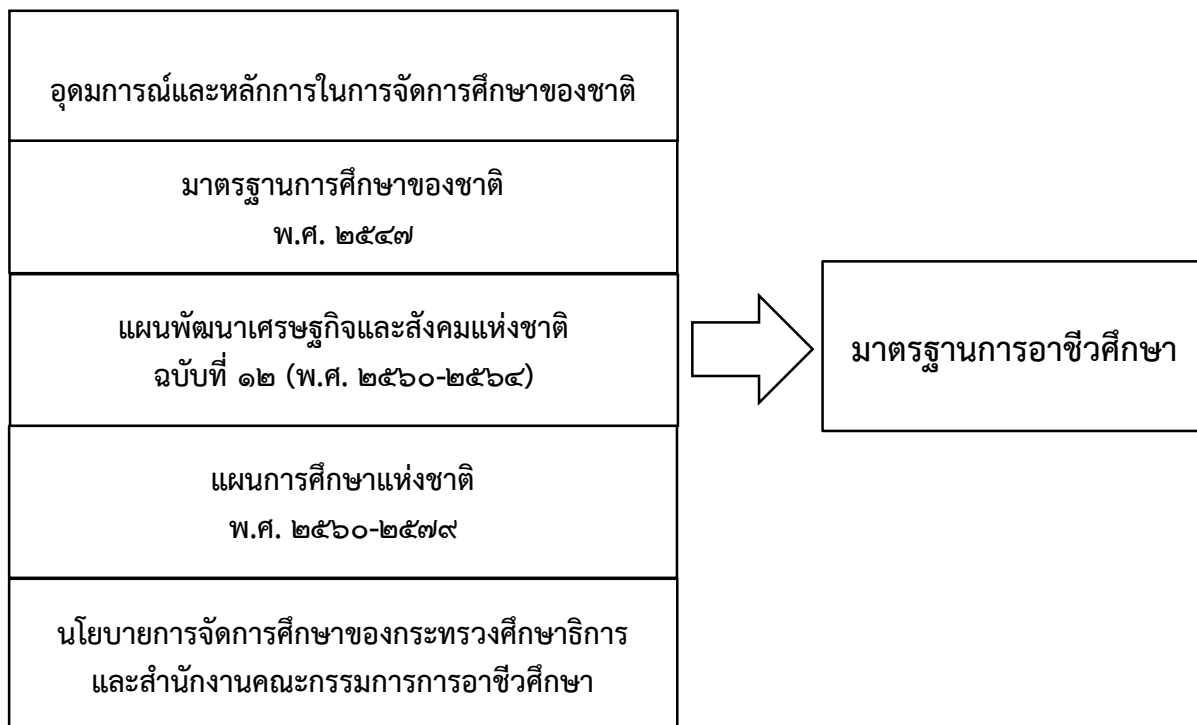 อุดมการณ์และหลักการในการจัดการศึกษาของชาติ
มาตรฐานการศึกษาของชาติ
พ.ศ. ๒๕๔๗
แผนพัฒนาเศรษฐกิจและสังคมแห่งชาติ
ฉบับที่ ๑๒ (พ.ศ. ๒๕๖๐-๒๕๖๔)
แผนการศึกษาแห่งชาติ
พ.ศ. ๒๕๖๐-๒๕๗๙
นโยบายการจัดการศึกษาของกระทรวงศึกษาธิการ
และสำนักงานคณะกรรมการการอาชีวศึกษา
มาตรฐานการอาชีวศึกษา